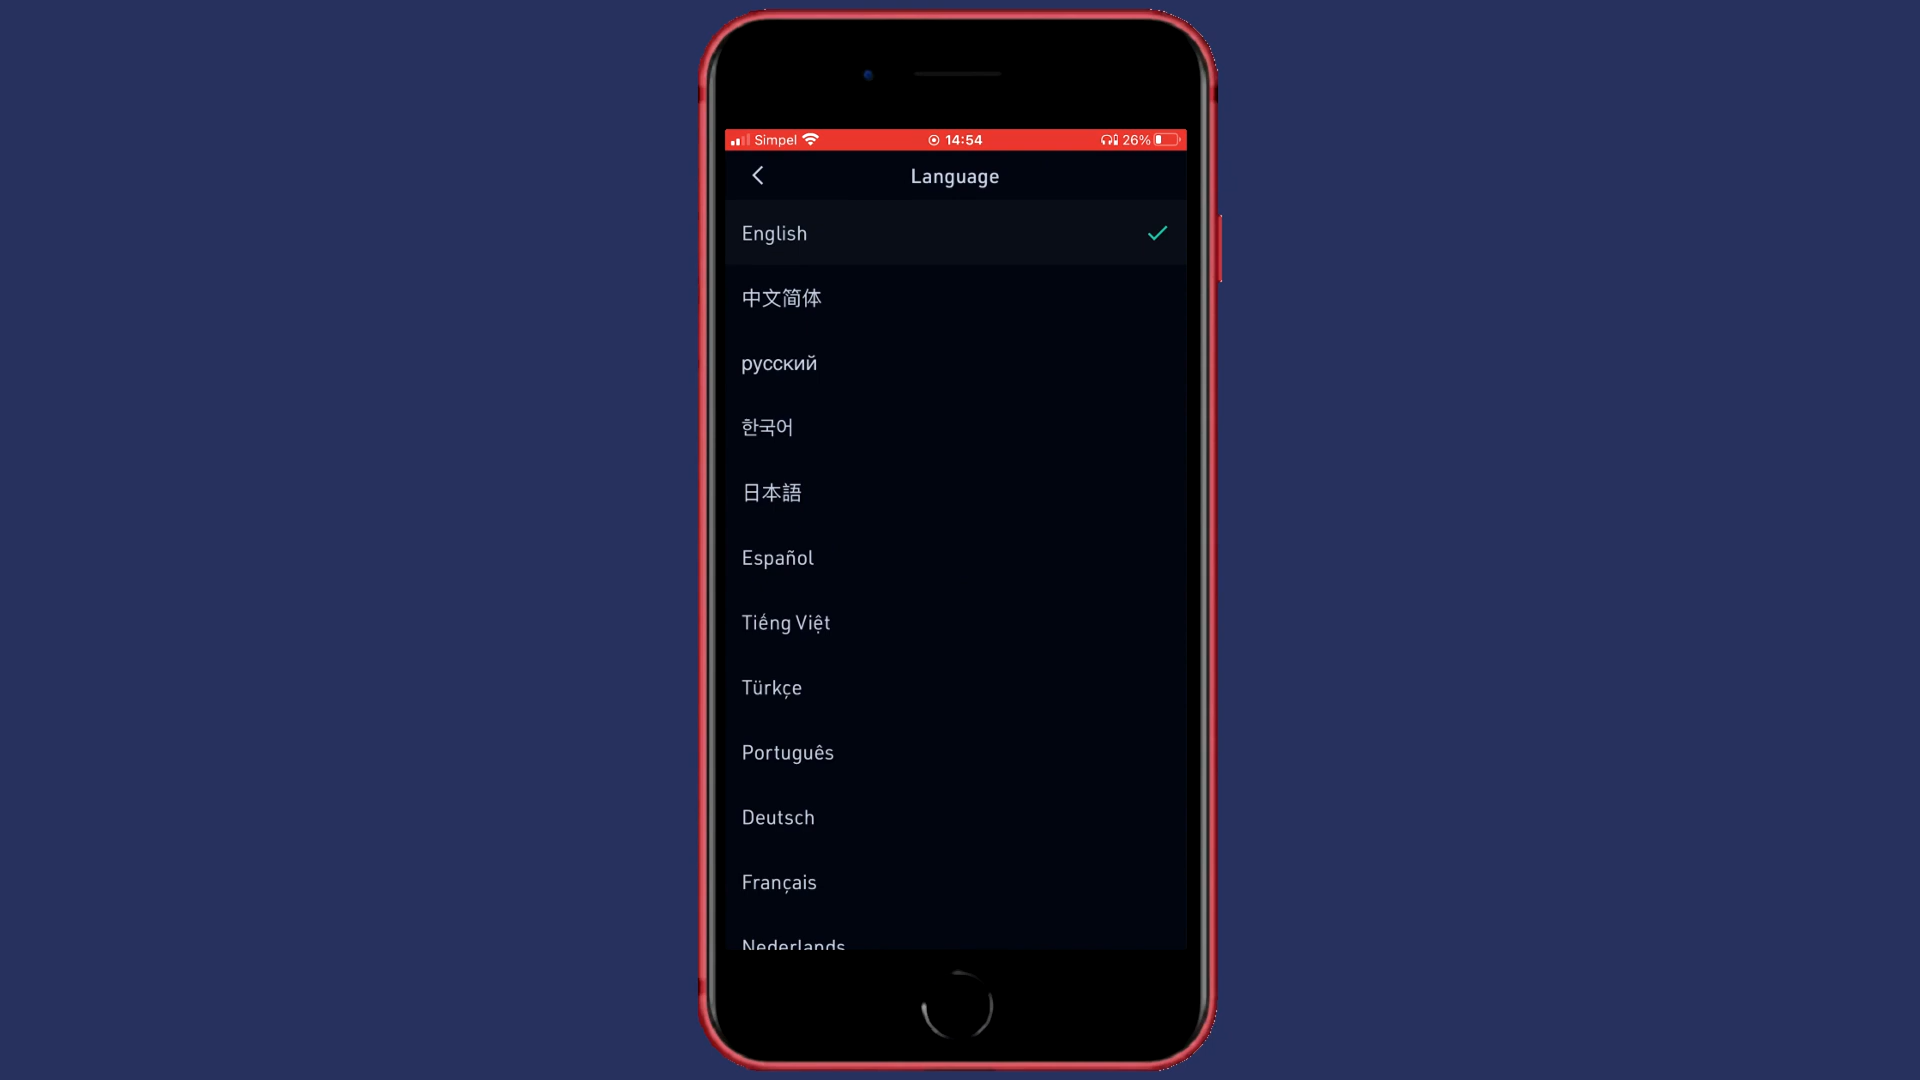 Simpel 14:54 26%
Language
English
中文简体
русский
한국어
日本語
Español
Tiếng Việt
Türkçe
Português
Deutsch
Français
Nederlands